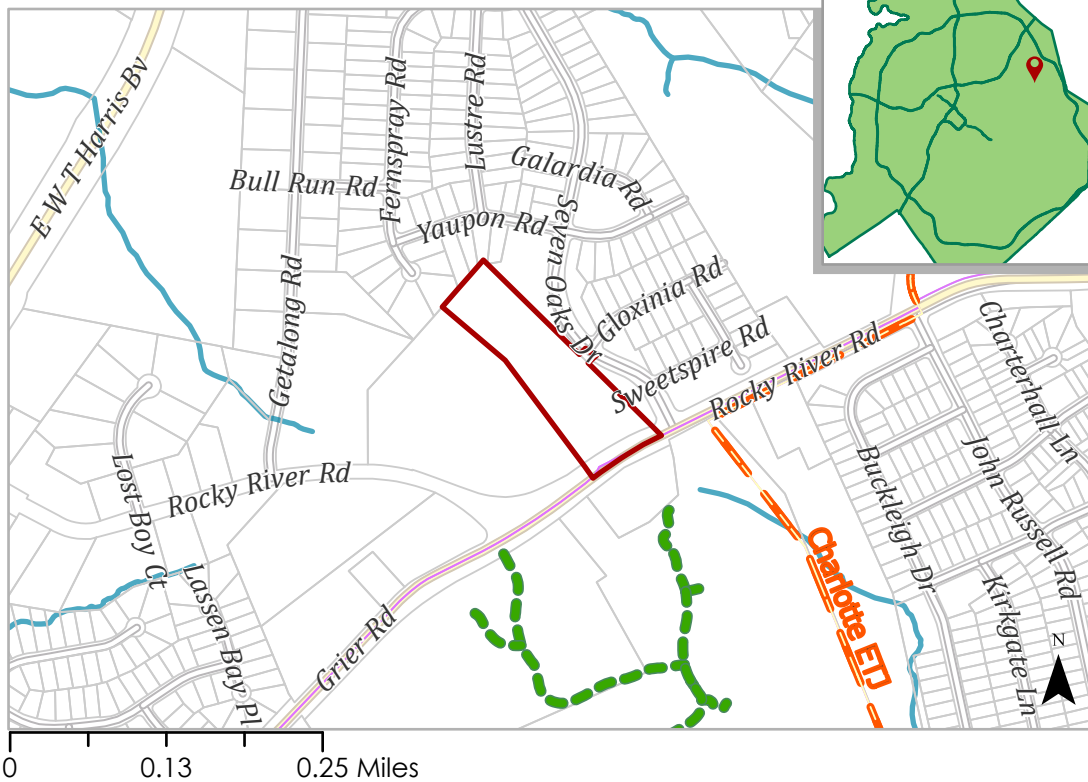 E W T Harris Bv
Fernspray Rd
Lustre Rd
Galardia Rd
Bull Run Rd
Yaupon Rd
Seven Oaks Dr
Getalong Rd
Gloxinia Rd
Sweetspire Rd
Rocky River Rd
Charterhall Ln
Rocky River Rd
Lost Boy Ct
Buckleigh Dr
John Russell Rd
Charlotte ETJ
Lassen Bay Pl
Kirkgate Ln
Grier Rd
N
0
0.13
0.25 Miles